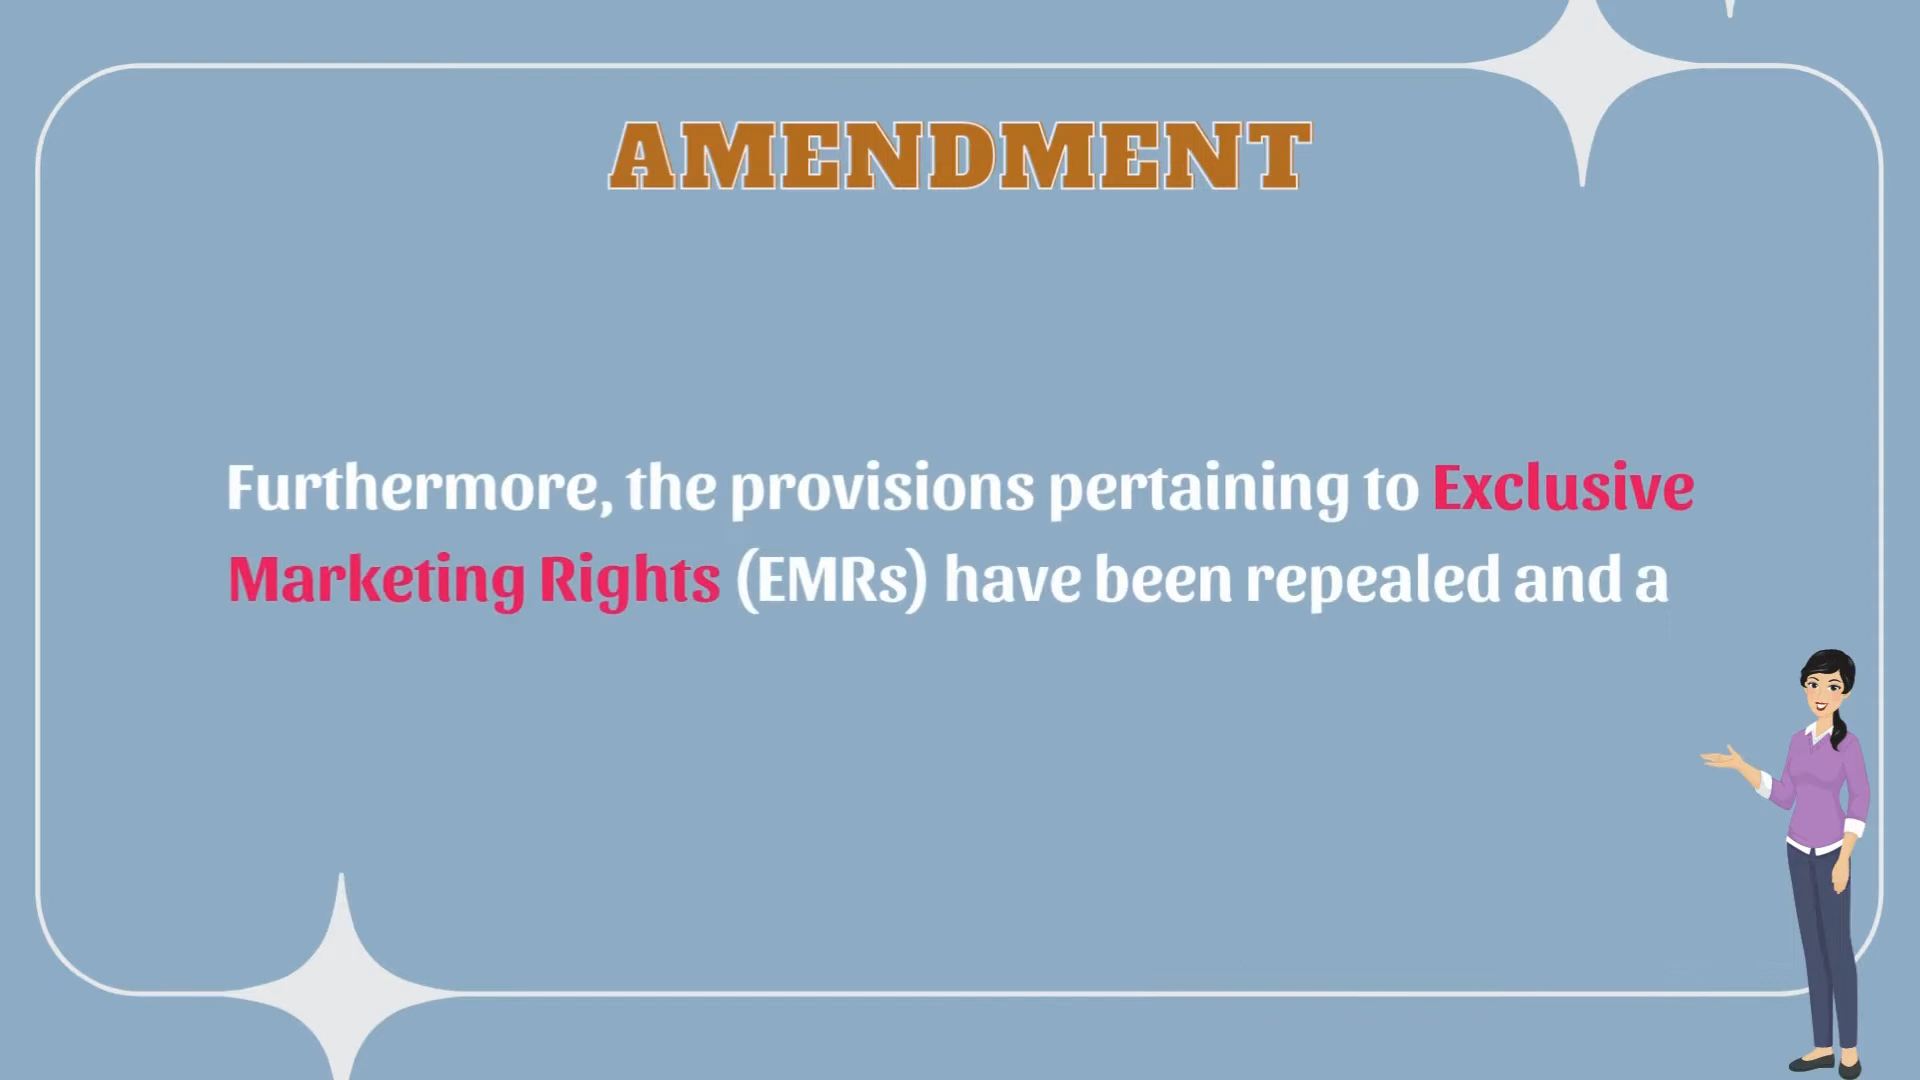 AMENDMENT
Furthermore, the provisions pertaining to Exclusive
Marketing Rights (EMRs) have been repealed and a